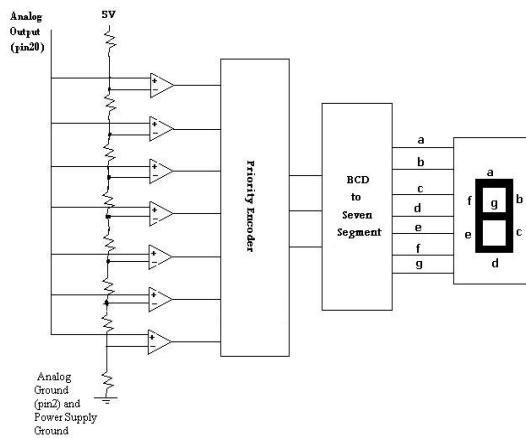 Analog
Output
(pin20)
5V
+
−
+
−
+
−
+
−
+
−
+
−
+
−
Priority Encoder
BCD
to
Seven
Segment
a
b
c
d
e
f
g
a
f
g
b
e
c
d
Analog
Ground
(pin2) and
Power Supply
Ground